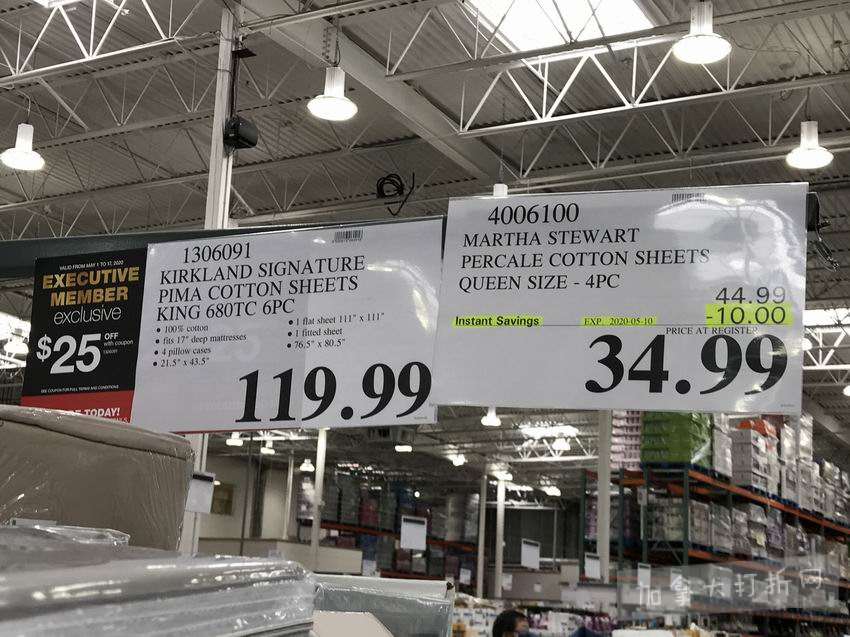 VALID FROM MAY 1 TO 17, 2020
EXECUTIVE
MEMBER
exclusive
$25 OFF
with coupon
SEE COUPON FOR FULL TERMS AND CONDITIONS
TODAY!
1306091
KIRKLAND SIGNATURE
PIMA COTTON SHEETS
KING 680TC 6PC
• 100% cotton
• fits 17" deep mattresses
• 4 pillow cases
• 21.5" x 43.5"
• 1 flat sheet 111" x 111"
• 1 fitted sheet
• 76.5" x 80.5"
119.99
4006100
MARTHA STEWART
PERCALE COTTON SHEETS
QUEEN SIZE - 4PC
44.99
Instant Savings EXP. 2020-05-10 -10.00
PRICE AT REGISTER
34.99
加拿大打折网